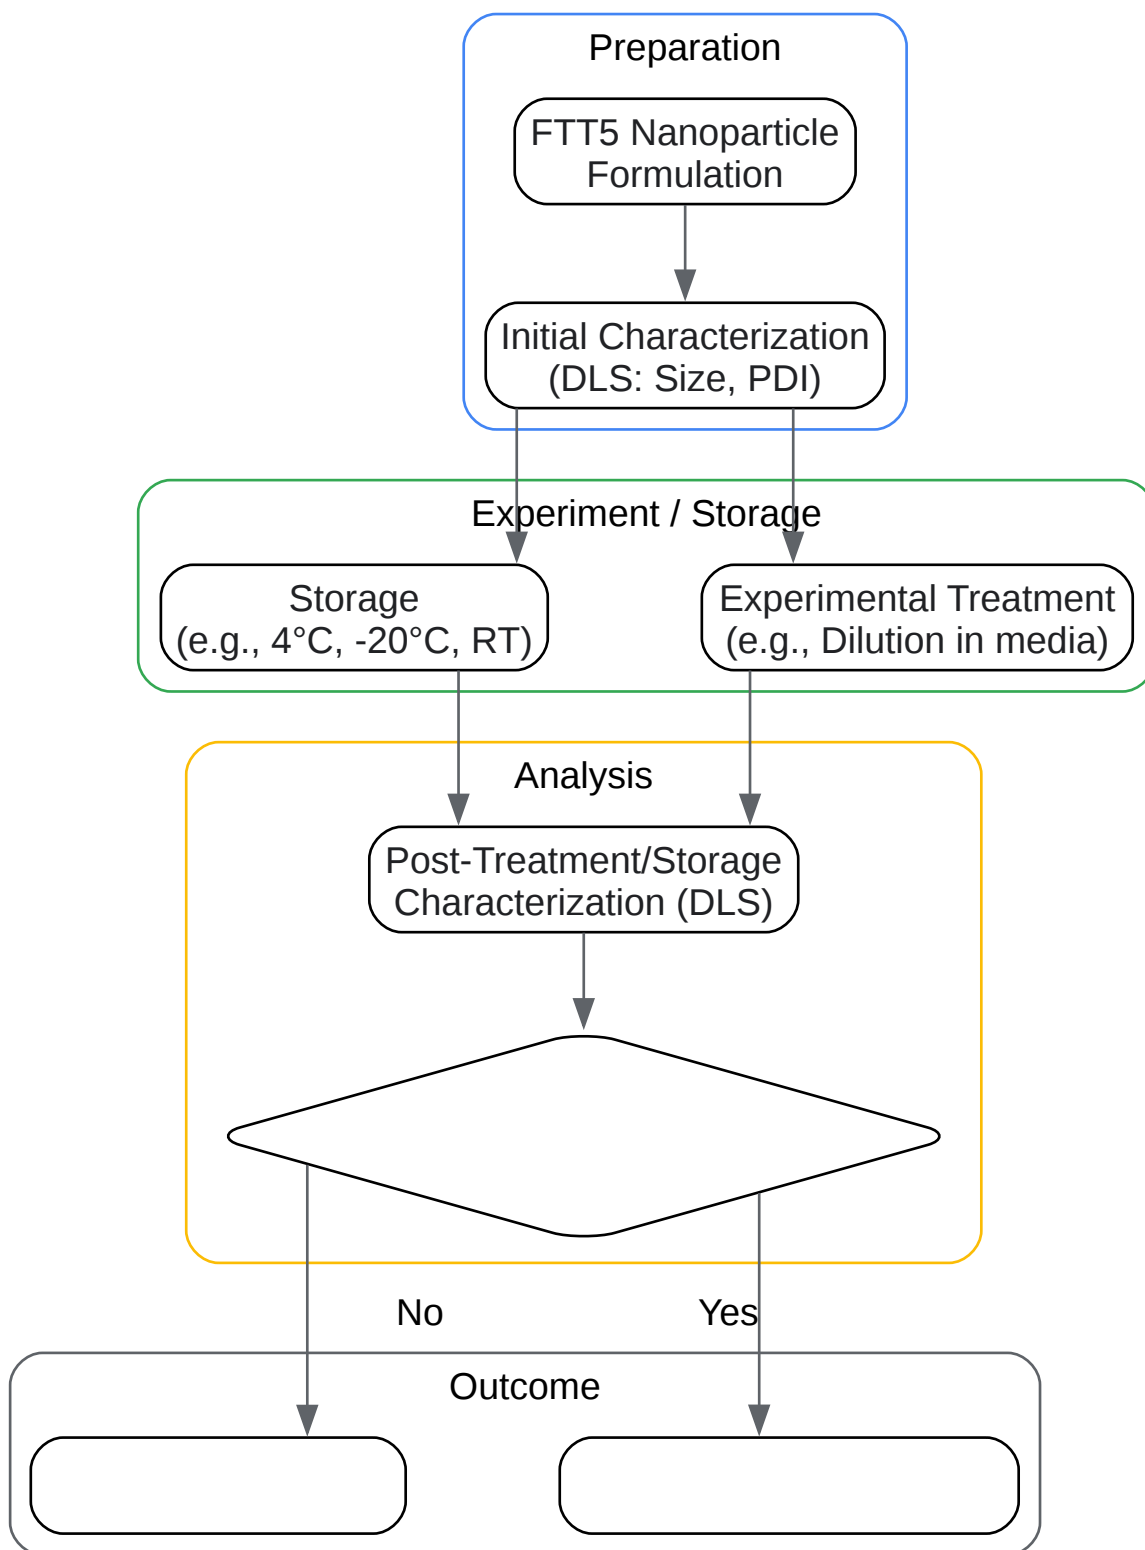 Preparation
FTT5 Nanoparticle
Formulation
Initial Characterization
(DLS: Size, PDI)
Experiment / Storage
Storage
(e.g., 4°C, -20°C, RT)
Experimental Treatment
(e.g., Dilution in media)
Analysis
Post-Treatment/Storage
Characterization (DLS)
No
Yes
Outcome